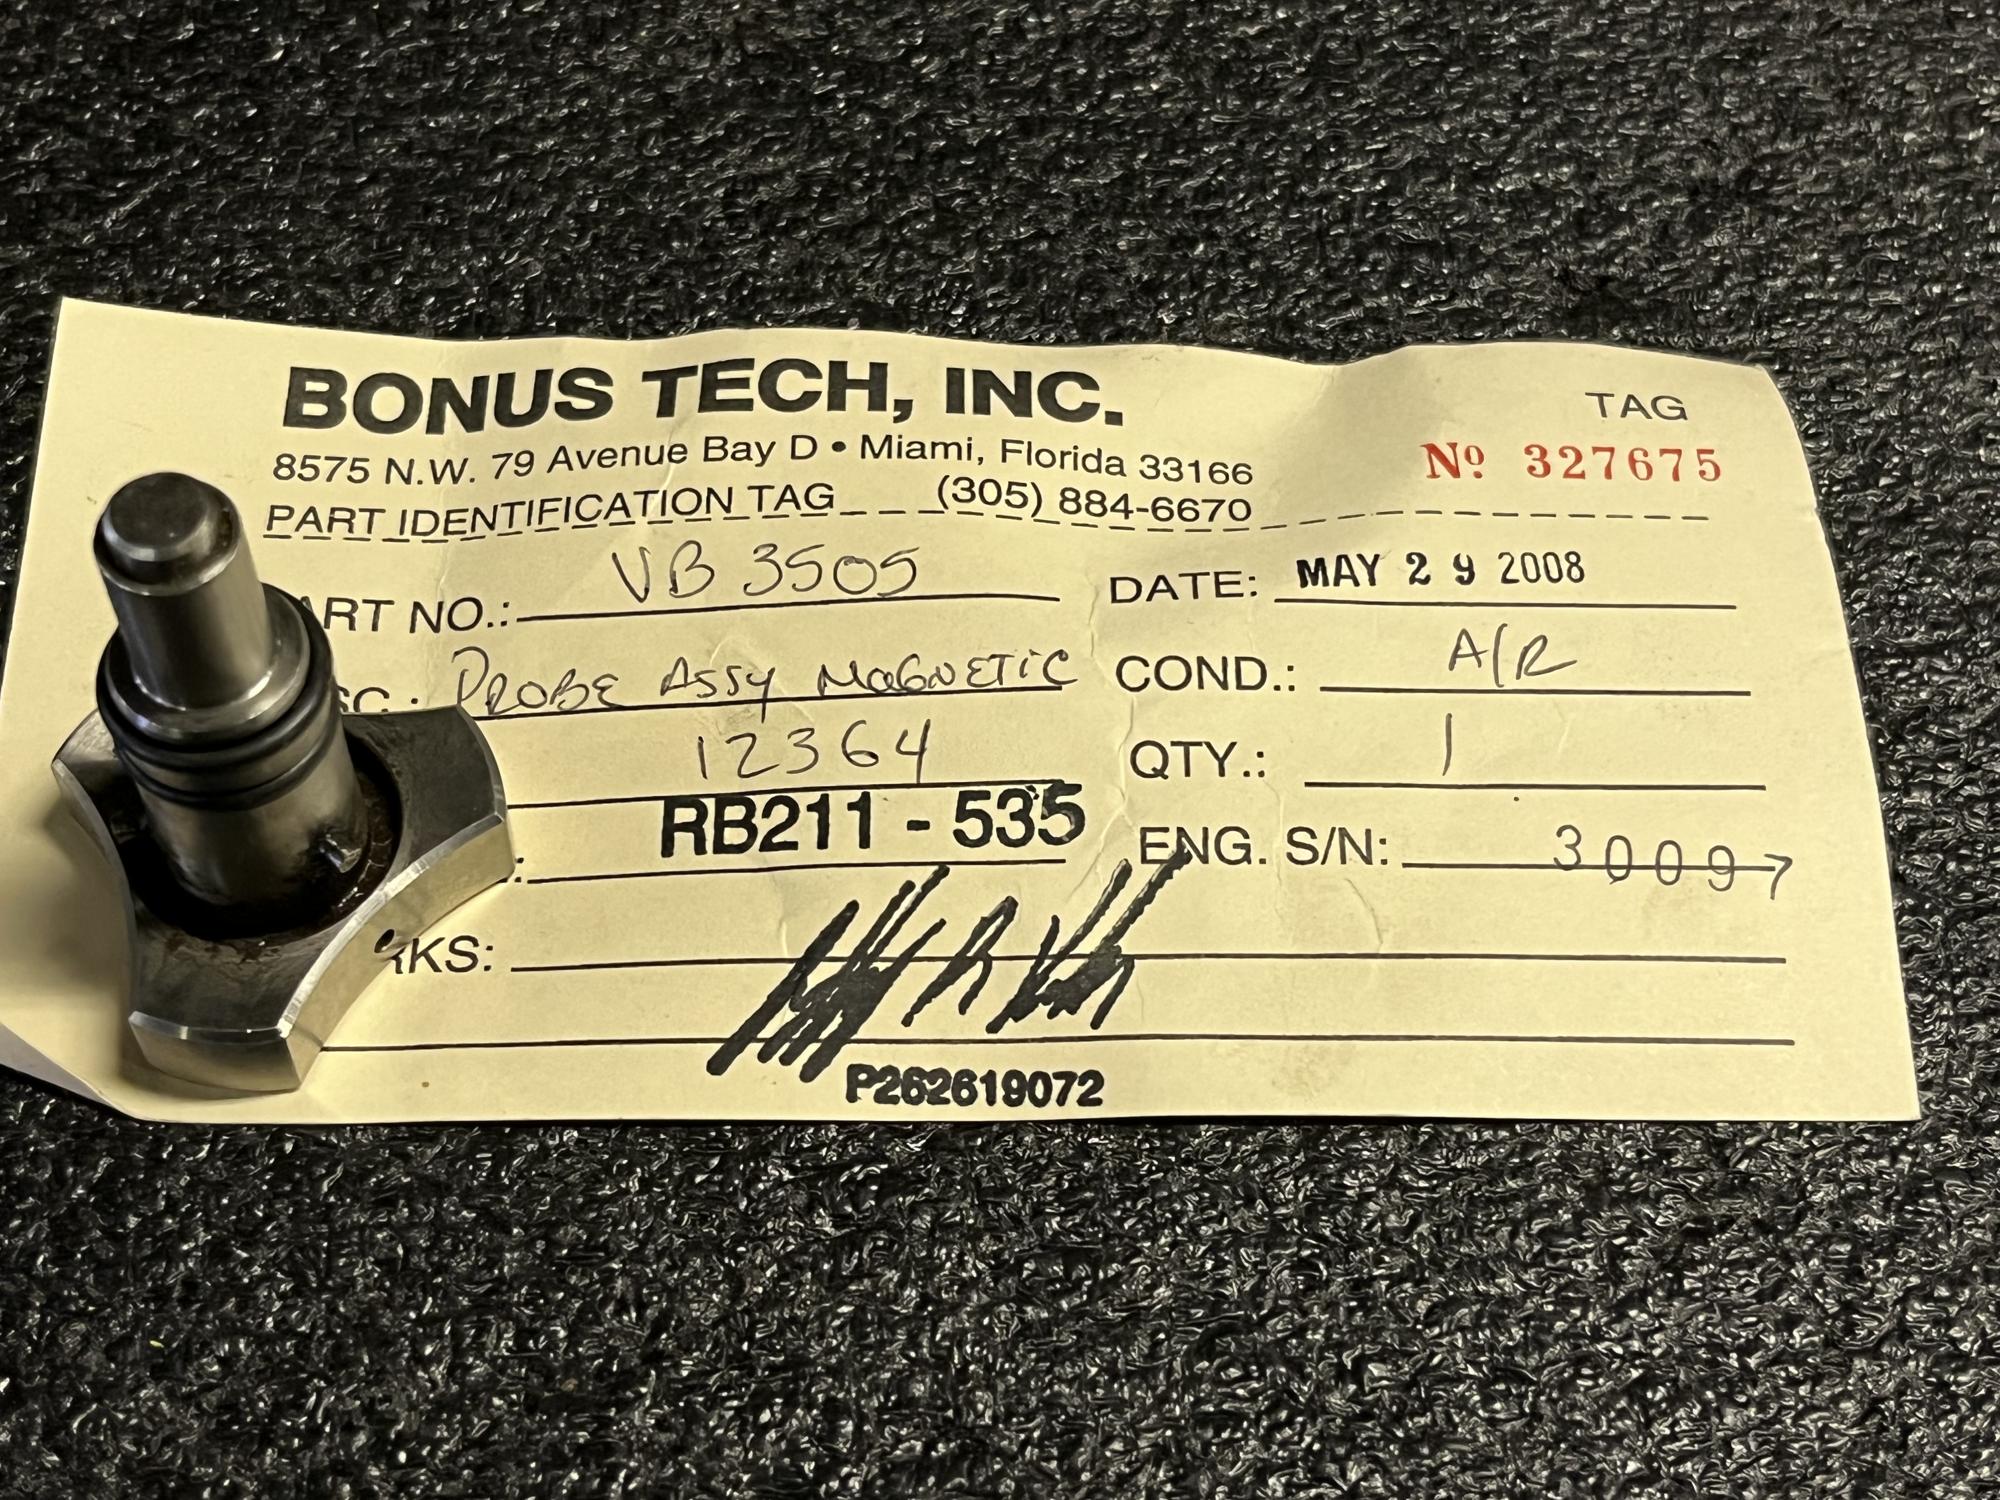 BONUS TECH, INC.
TAG
8575 N.W. 79 Avenue Bay D • Miami, Florida 33166
Nº 327675
PART IDENTIFICATION TAG (305) 884-6670
ART NO.: VB 3505 DATE: MAY 29 2008
SC.: PROBE ASSY MAGNETIC COND.: A/R
12364 QTY.: 1
: RB211 - 535 ENG. S/N: 30097
RKS:
P262619072